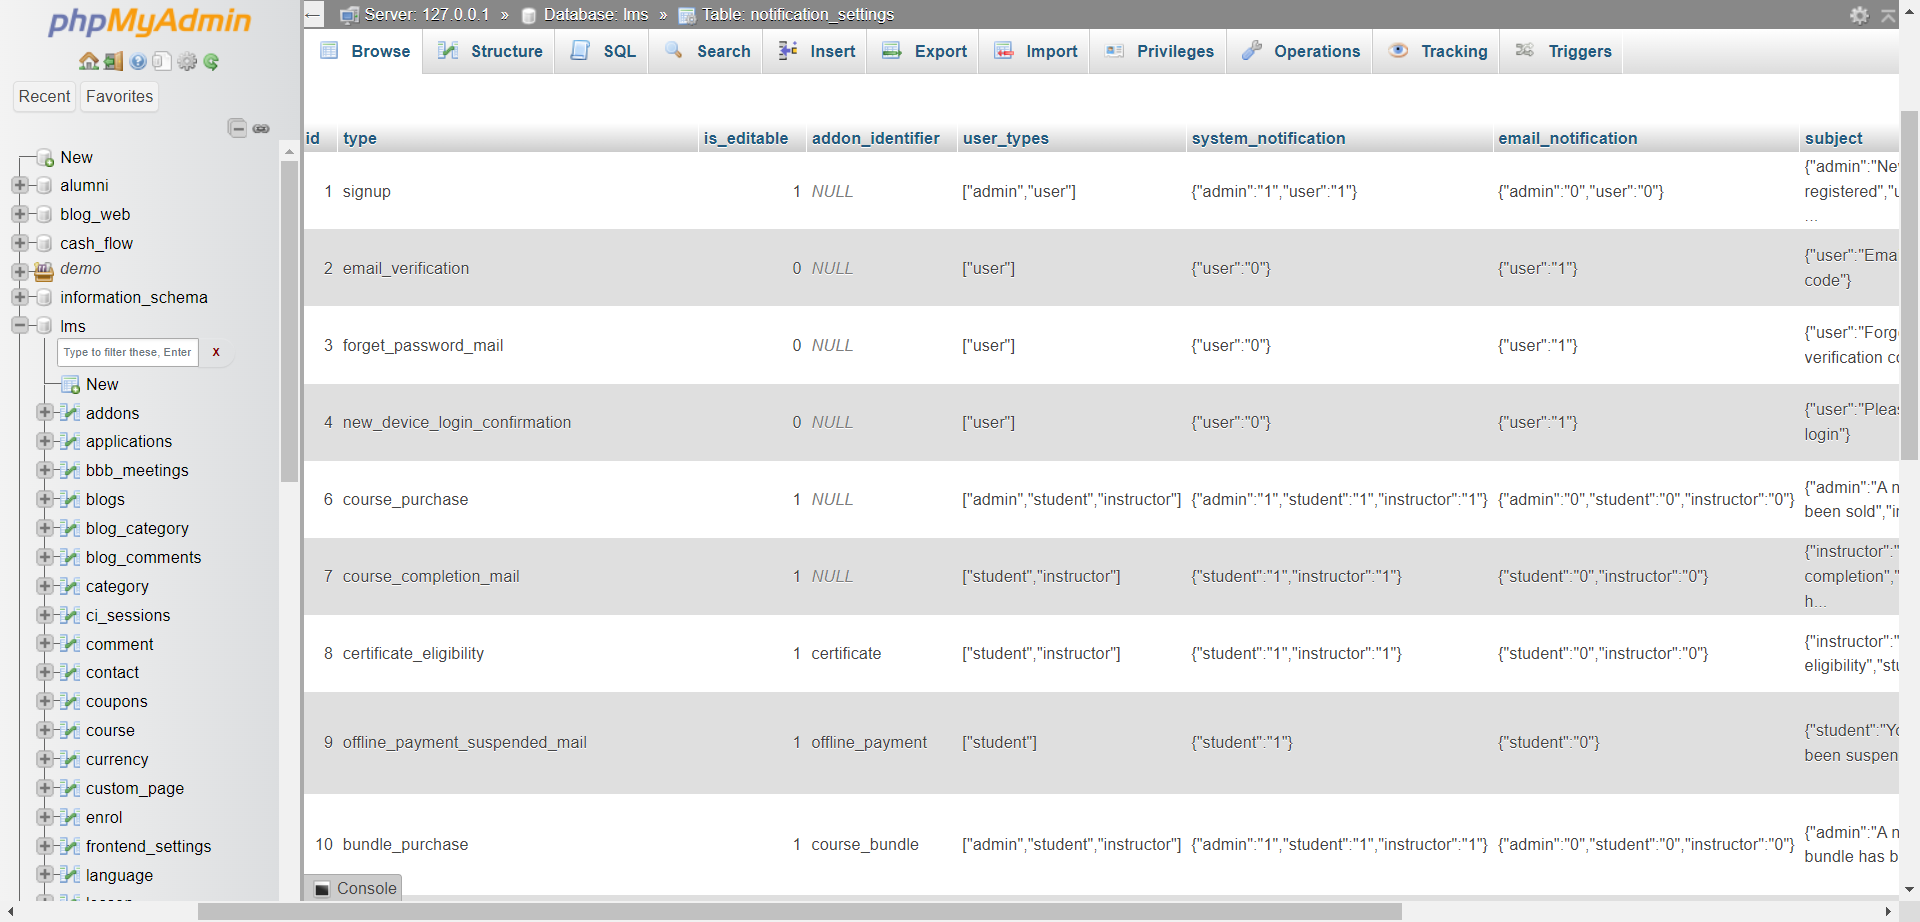 phpMyAdmin
Recent Favorites
New
alumni
blog_web
cash_flow
demo
information_schema
lms
Type to filter these, Enter X
New
addons
applications
bbb_meetings
blogs
blog_category
blog_comments
category
ci_sessions
comment
contact
coupons
course
currency
custom_page
enrol
frontend_settings
language
Server: 127.0.0.1 » Database: lms » Table: notification_settings
Browse Structure SQL Search Insert Export Import Privileges Operations Tracking Triggers
id type is_editable addon_identifier user_types system_notification email_notification subject
1 signup 1 NULL ["admin","user"] {"admin":"1","user":"1"} {"admin":"0","user":"0"} {"admin":"Ne
registered","u
...
2 email_verification 0 NULL ["user"] {"user":"0"} {"user":"1"} {"user":"Ema
code"}
3 forget_password_mail 0 NULL ["user"] {"user":"0"} {"user":"1"} {"user":"Forg
verification co
4 new_device_login_confirmation 0 NULL ["user"] {"user":"0"} {"user":"1"} {"user":"Pleas
login"}
6 course_purchase 1 NULL ["admin","student","instructor"] {"admin":"1","student":"1","instructor":"1"} {"admin":"0","student":"0","instructor":"0"} {"admin":"A n
been sold","in
7 course_completion_mail 1 NULL ["student","instructor"] {"student":"1","instructor":"1"} {"student":"0","instructor":"0"} {"instructor":"
completion","
h...
8 certificate_eligibility 1 certificate ["student","instructor"] {"student":"1","instructor":"1"} {"student":"0","instructor":"0"} {"instructor":"
eligibility","stu
9 offline_payment_suspended_mail 1 offline_payment ["student"] {"student":"1"} {"student":"0"} {"student":"Yo
been suspen
10 bundle_purchase 1 course_bundle ["admin","student","instructor"] {"admin":"1","student":"1","instructor":"1"} {"admin":"0","student":"0","instructor":"0"} {"admin":"A n
bundle has b
Console